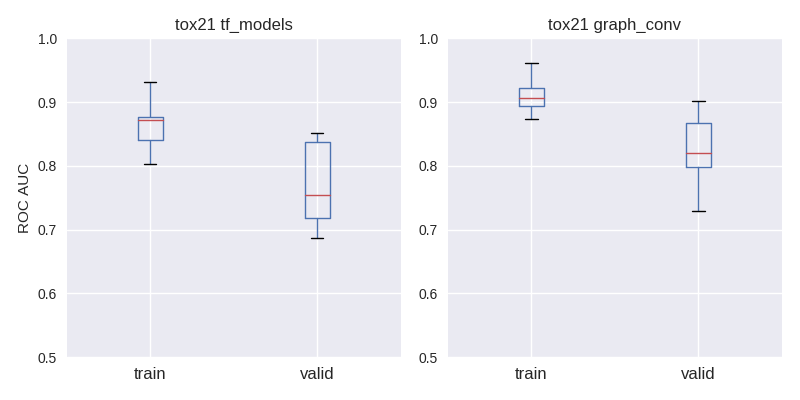 tox21 tf_models
tox21 graph_conv
ROC AUC
1.0
0.9
0.8
0.7
0.6
0.5
train
valid
1.0
0.9
0.8
0.7
0.6
0.5
train
valid